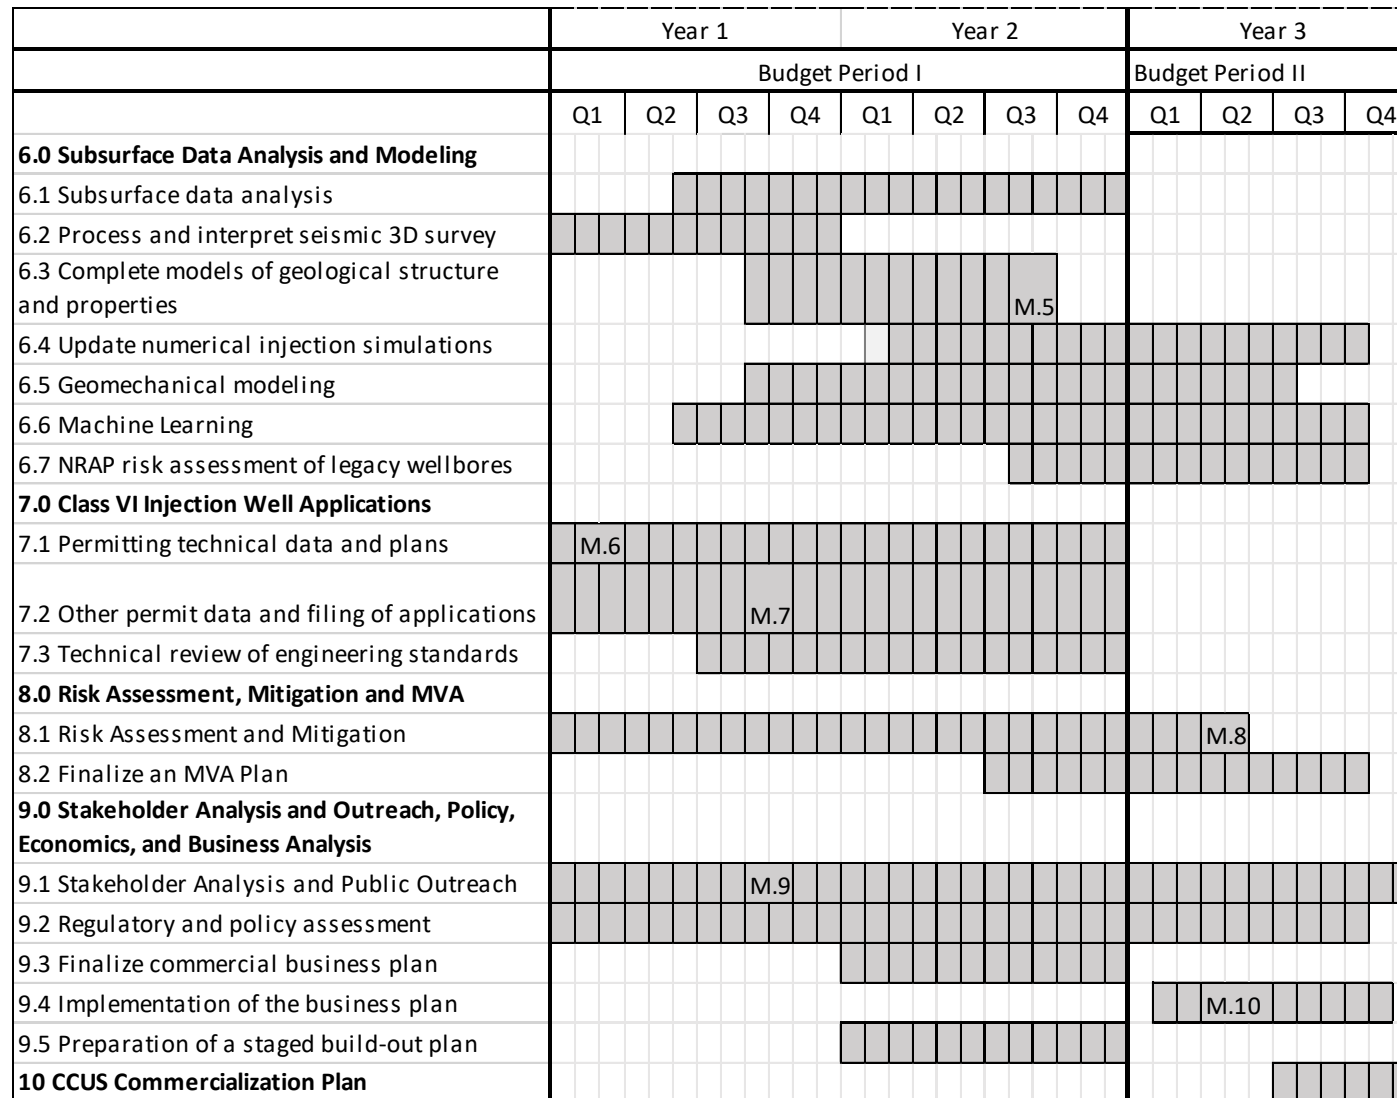 Year 1 Year 2 Year 3
Budget Period I Budget Period II
Q1 Q2 Q3 Q4 Q1 Q2 Q3 Q4 Q1 Q2 Q3 Q4
6.0 Subsurface Data Analysis and Modeling
6.1 Subsurface data analysis
6.2 Process and interpret seismic 3D survey
6.3 Complete models of geological structure
and properties M.5
6.4 Update numerical injection simulations
6.5 Geomechanical modeling
6.6 Machine Learning
6.7 NRAP risk assessment of legacy wellbores
7.0 Class VI Injection Well Applications
7.1 Permitting technical data and plans M.6
7.2 Other permit data and filing of applications M.7
7.3 Technical review of engineering standards
8.0 Risk Assessment, Mitigation and MVA
8.1 Risk Assessment and Mitigation M.8
8.2 Finalize an MVA Plan
9.0 Stakeholder Analysis and Outreach, Policy,
Economics, and Business Analysis
9.1 Stakeholder Analysis and Public Outreach M.9
9.2 Regulatory and policy assessment
9.3 Finalize commercial business plan
9.4 Implementation of the business plan M.10
9.5 Preparation of a staged build-out plan
10 CCUS Commercialization Plan